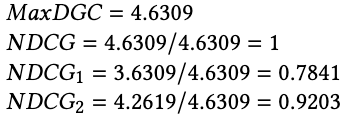 MaxDGC = 4.6309
NDCG = 4.6309/4.6309 = 1
NDCG₁ = 3.6309/4.6309 = 0.7841
NDCG₂ = 4.2619/4.6309 = 0.9203